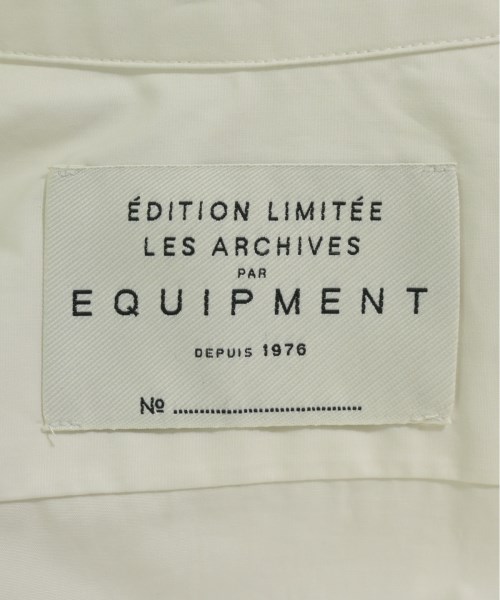 ÉDITION LIMITÉE
LES ARCHIVES
PAR
EQUIPMENT
DEPUIS 1976
Nº ....................................